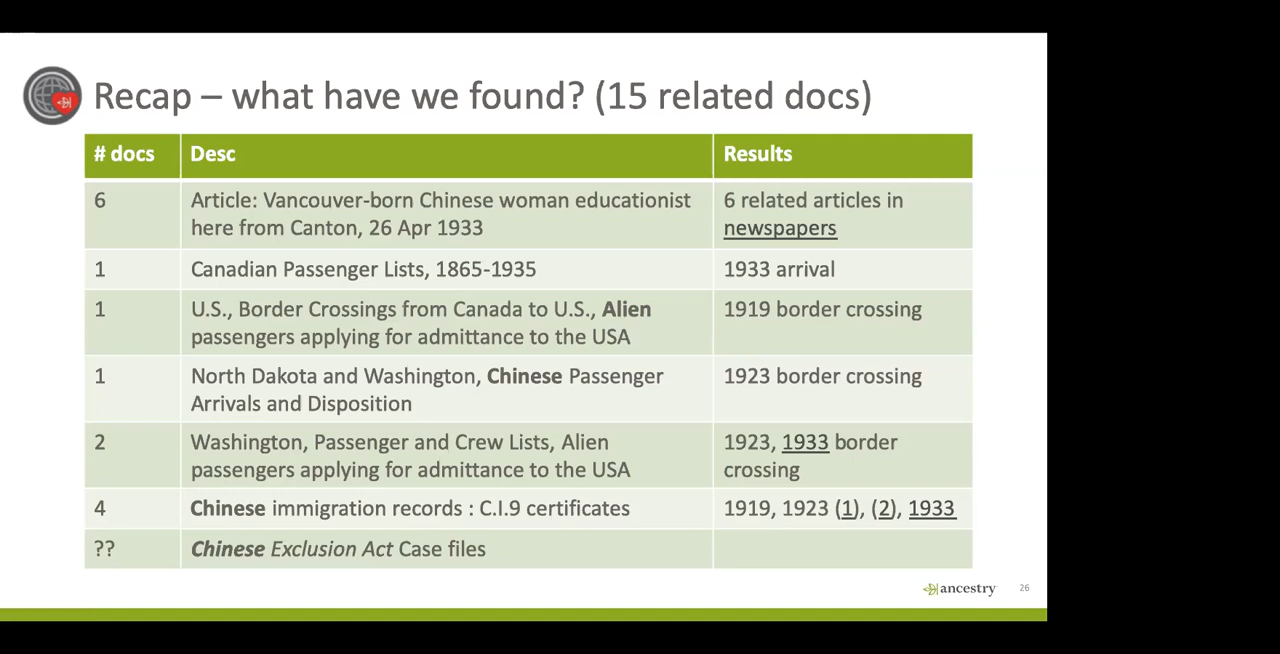 Recap – what have we found? (15 related docs)
# docs
Desc
Results
6
Article: Vancouver-born Chinese woman educationist
here from Canton, 26 Apr 1933
6 related articles in
newspapers
1
Canadian Passenger Lists, 1865-1935
1933 arrival
1
U.S., Border Crossings from Canada to U.S., Alien
passengers applying for admittance to the USA
1919 border crossing
1
North Dakota and Washington, Chinese Passenger
Arrivals and Disposition
1923 border crossing
2
Washington, Passenger and Crew Lists, Alien
passengers applying for admittance to the USA
1923, 1933 border
crossing
4
Chinese immigration records : C.I.9 certificates
1919, 1923 (1), (2), 1933
??
Chinese Exclusion Act Case files
ancestry
26